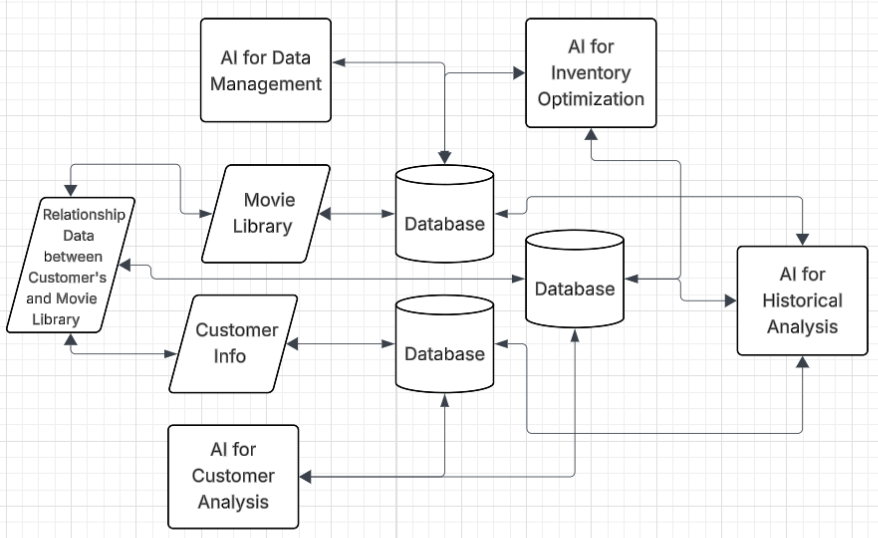 AI for Data
Management
AI for
Inventory
Optimization
Movie
Library
Database
Relationship
Data
between
Customer's
and Movie
Library
Database
AI for
Historical
Analysis
Customer
Info
Database
AI for
Customer
Analysis